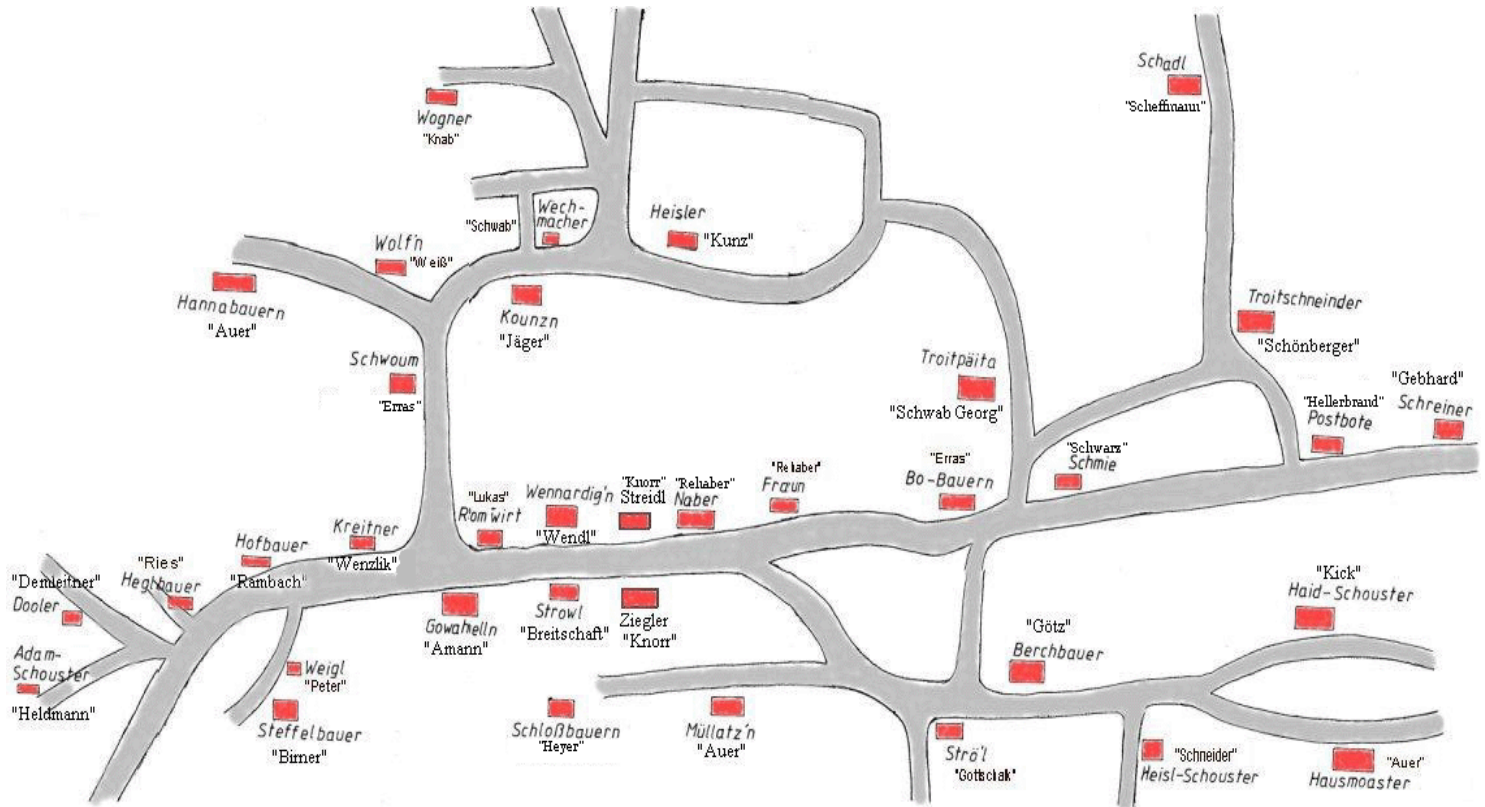 Schadl
"Scheffmann"
Wogner
"Knab"
"Schwab"
Wech-
macher
Heisler
"Kunz"
Wolf'n
"Weiß"
Hannabauern
"Auer"
Kounzn
"Jäger"
Troitschneinder
"Schönberger"
Schwoum
"Erras"
Troitpäita
"Schwab Georg"
"Gebhard"
Schreiner
"Hellerbrand"
Postbote
"Schwarz"
Schmie
"Erras"
Bo-Bauern
"Rehaber"
Fraun
"Rehaber"
Naber
"Knorr"
Streidl
Wennardig'n
"Wendl"
"Lukas"
Rom'wirt
Kreitner
"Wenzlik"
Hofbauer
"Rambach"
"Ries"
Heglbauer
"Demleitner"
Dooler
Adam-
Schouster
"Heldmann"
Gowahelln
"Amann"
Strowl
"Breitschaft"
Ziegler
"Knorr"
"Kick"
Haid-Schouster
"Götz"
Berchbauer
Weigl
"Peter"
Steffelbauer
"Birner"
Schloßbauern
"Heyer"
Müllatz'n
"Auer"
Strö'l
"Gottschalk"
"Schneider"
Heisl-Schouster
"Auer"
Hausmoaster